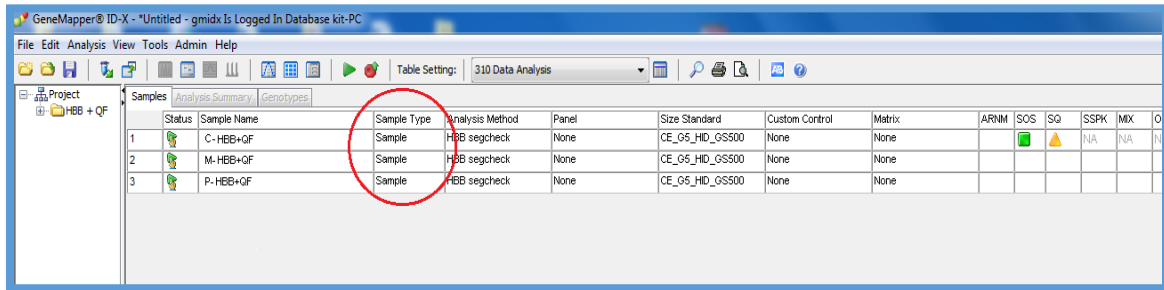 GeneMapper® ID-X - *Untitled - gmidx Is Logged In Database kit-PC
File Edit Analysis View Tools Admin Help
Table Setting: 310 Data Analysis
Project
HBB + QF
Samples Analysis Summary Genotypes
Status Sample Name Sample Type Analysis Method Panel Size Standard Custom Control Matrix ARNM SOS SQ SSPK MIX O
1 C-HBB+QF Sample HBB segcheck None CE_G5_HID_GS500 None None NA NA N
2 M-HBB+QF Sample HBB segcheck None CE_G5_HID_GS500 None None
3 P-HBB+QF Sample HBB segcheck None CE_G5_HID_GS500 None None